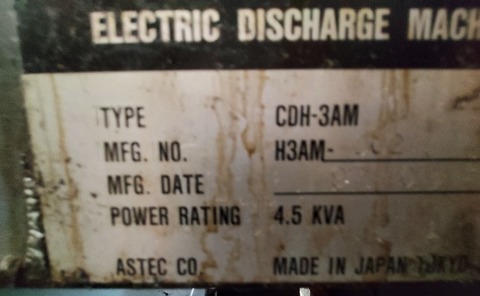 ELECTRIC DISCHARGE MACH
TYPE CDH-3AM
MFG. NO. H3AM-
MFG. DATE
POWER RATING 4.5 KVA
ASTEC CO. MADE IN JAPAN TOKYO